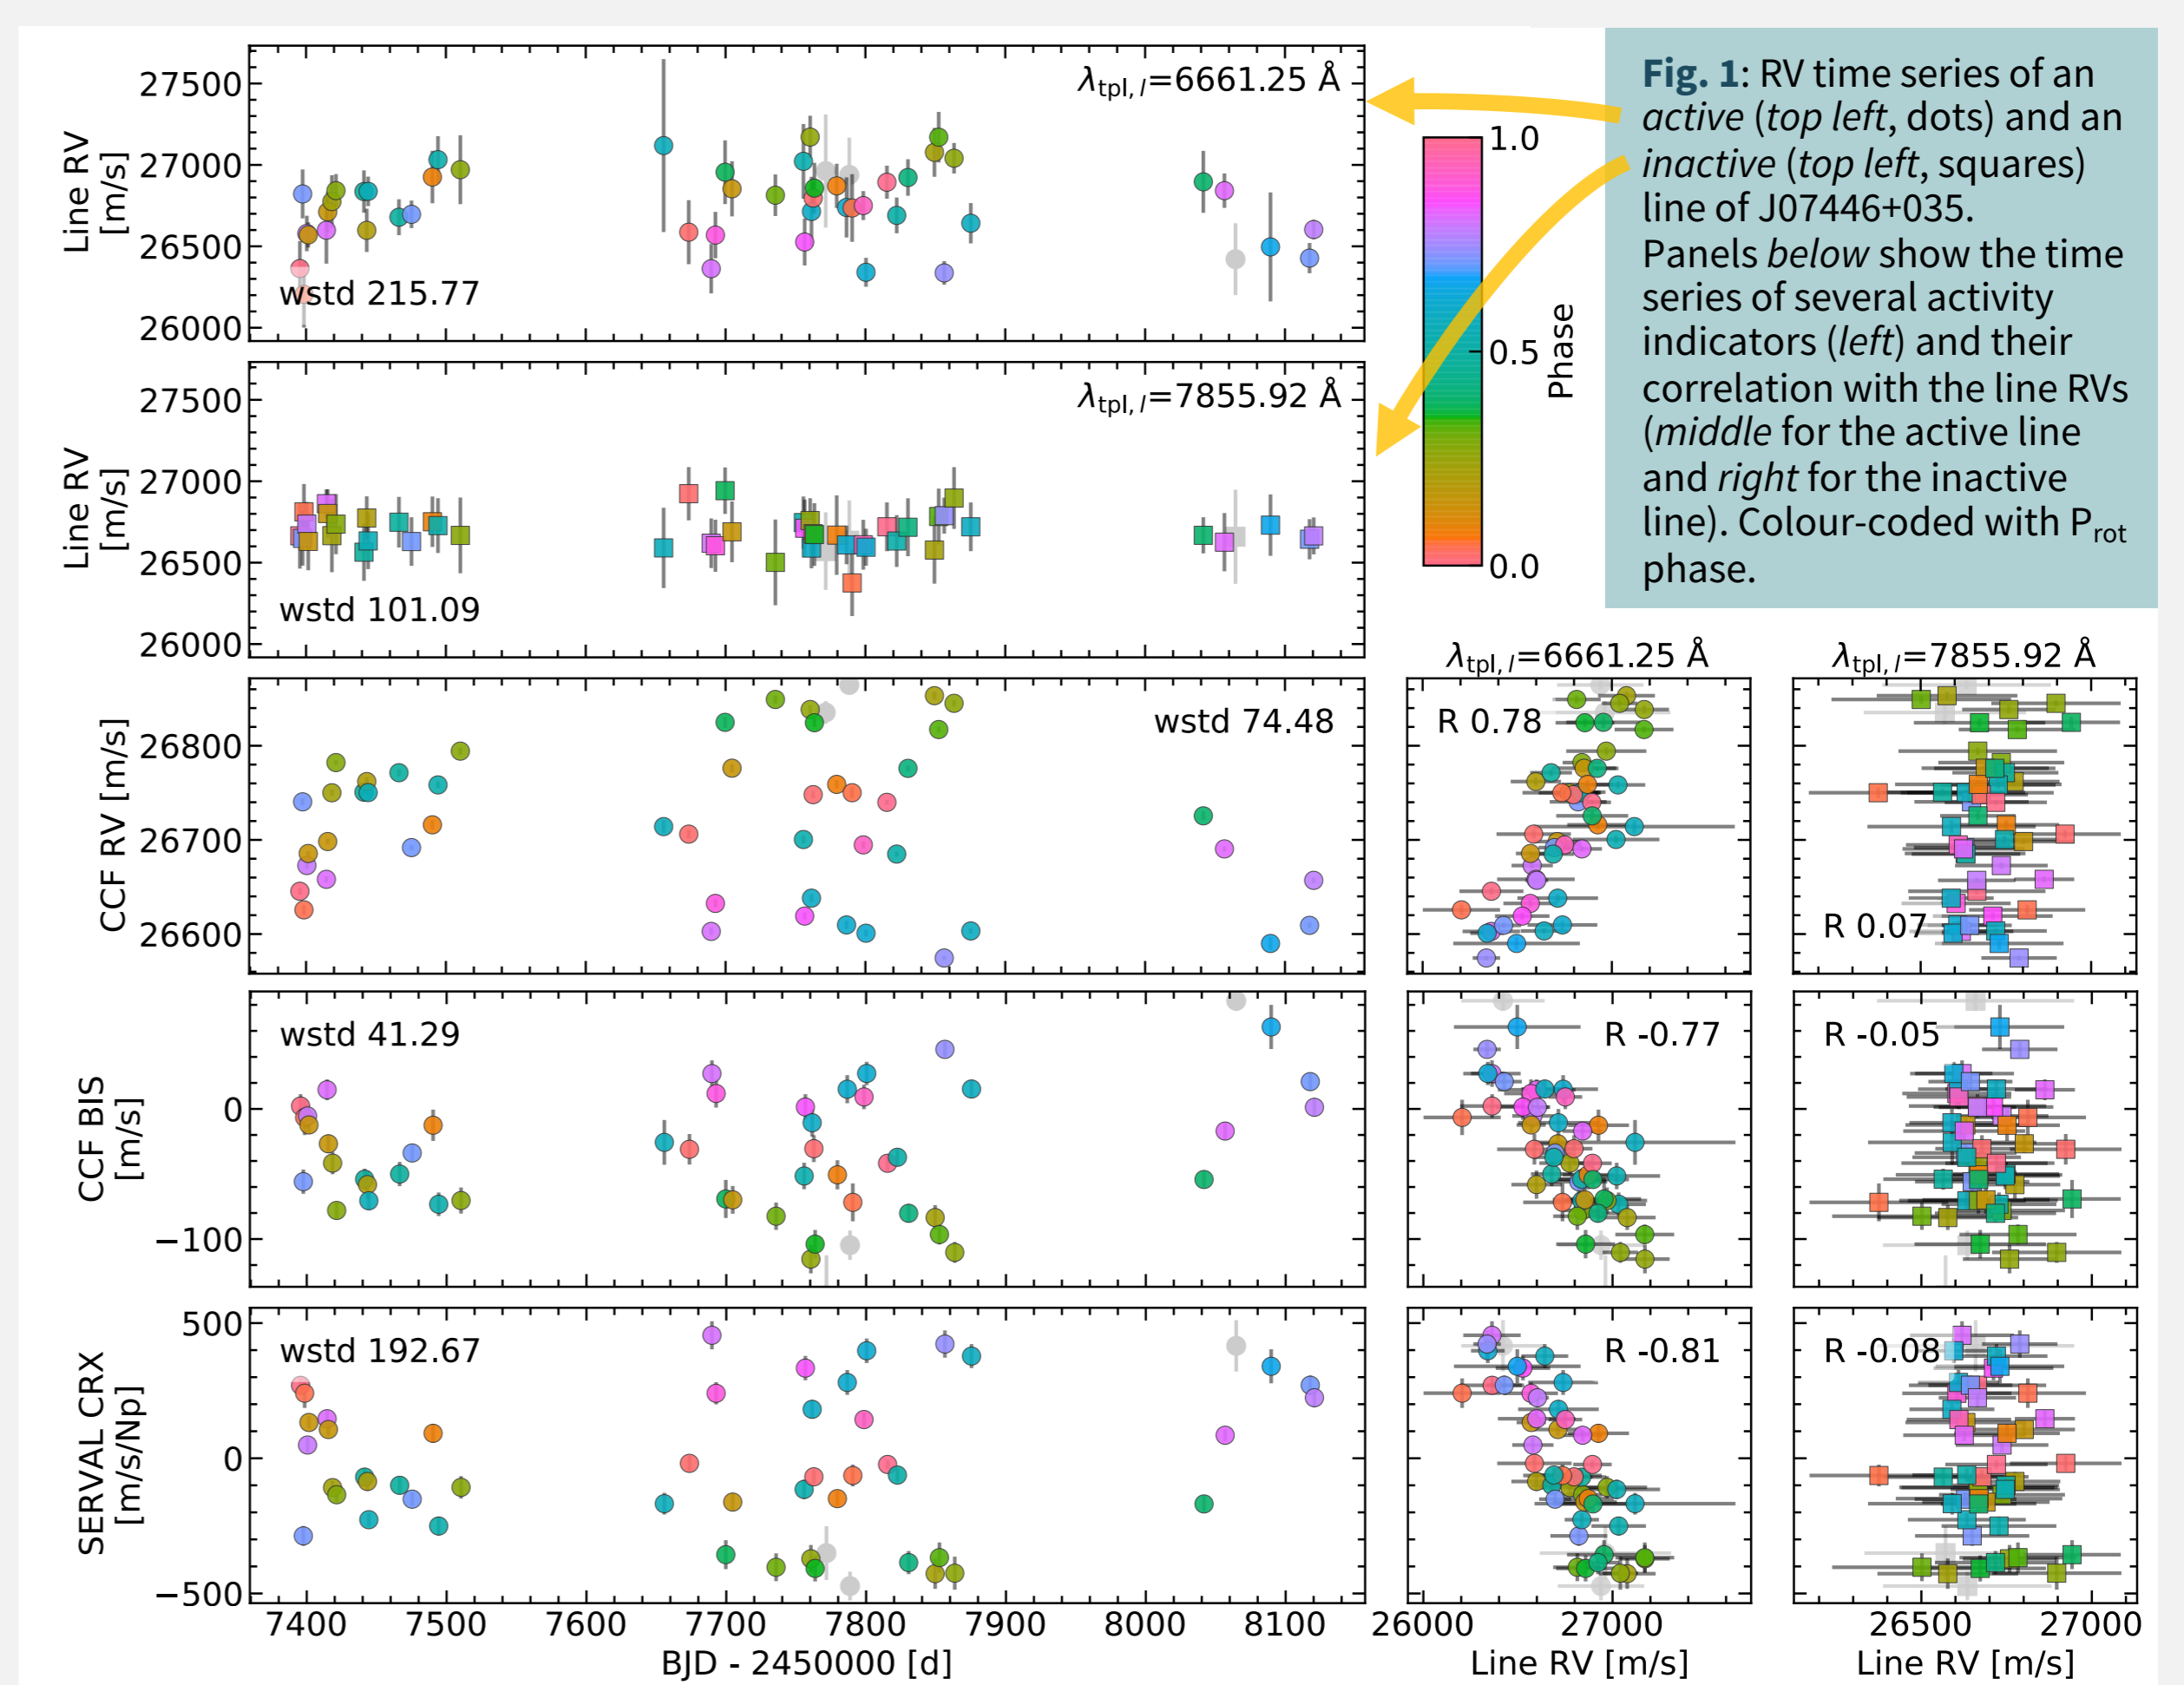 27500
27000
26500
26000
Line RV
[m/s]
λtpl, l=6661.25 Å
wstd 215.77
27500
27000
26500
26000
Line RV
[m/s]
λtpl, l=7855.92 Å
wstd 101.09
1.0
0.5
0.0
Phase
Fig. 1: RV time series of an
active (top left, dots) and an
inactive (top left, squares)
line of J07446+035.
Panels below show the time
series of several activity
indicators (left) and their
correlation with the line RVs
(middle for the active line
and right for the inactive
line). Colour-coded with Prot
phase.
26800
26700
26600
CCF RV [m/s]
wstd 74.48
λtpl, l=6661.25 Å
R 0.78
λtpl, l=7855.92 Å
R 0.07
0
−100
CCF BIS
[m/s]
wstd 41.29
R -0.77
R -0.05
500
0
−500
SERVAL CRX
[m/s/Np]
wstd 192.67
R -0.81
R -0.08
7400 7500 7600 7700 7800 7900 8000 8100
BJD - 2450000 [d]
26000 27000
Line RV [m/s]
26500 27000
Line RV [m/s]